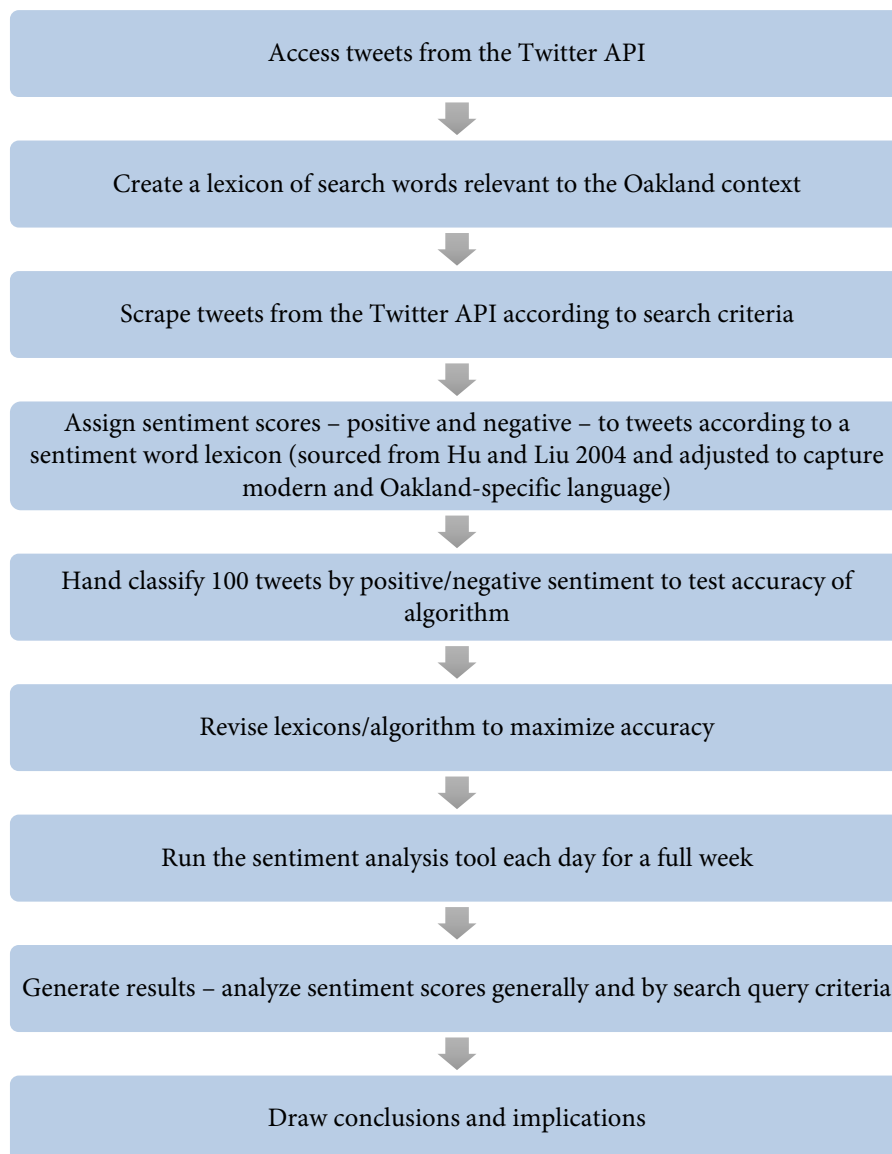 Access tweets from the Twitter API
Create a lexicon of search words relevant to the Oakland context
Scrape tweets from the Twitter API according to search criteria
Assign sentiment scores – positive and negative – to tweets according to a
sentiment word lexicon (sourced from Hu and Liu 2004 and adjusted to capture
modern and Oakland-specific language)
Hand classify 100 tweets by positive/negative sentiment to test accuracy of
algorithm
Revise lexicons/algorithm to maximize accuracy
Run the sentiment analysis tool each day for a full week
Generate results – analyze sentiment scores generally and by search query criteria
Draw conclusions and implications